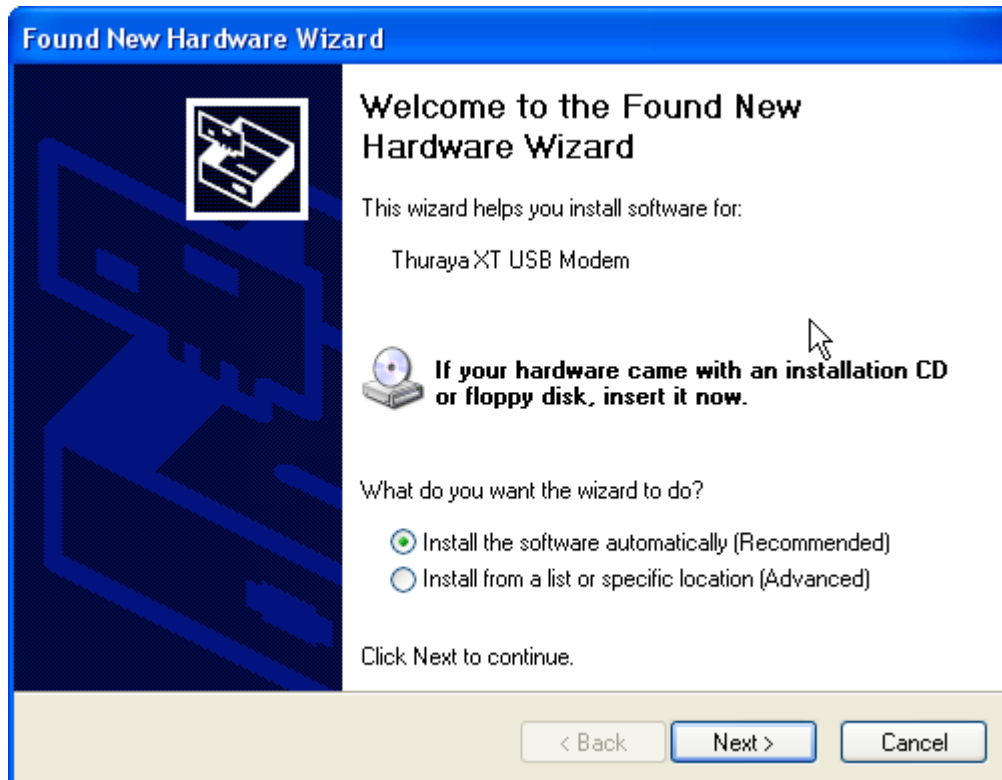 Found New Hardware Wizard
Welcome to the Found New
Hardware Wizard
This wizard helps you install software for:
Thuraya XT USB Modem
If your hardware came with an installation CD
or floppy disk, insert it now.
What do you want the wizard to do?
Install the software automatically (Recommended)
Install from a list or specific location (Advanced)
Click Next to continue.
< Back Next > Cancel